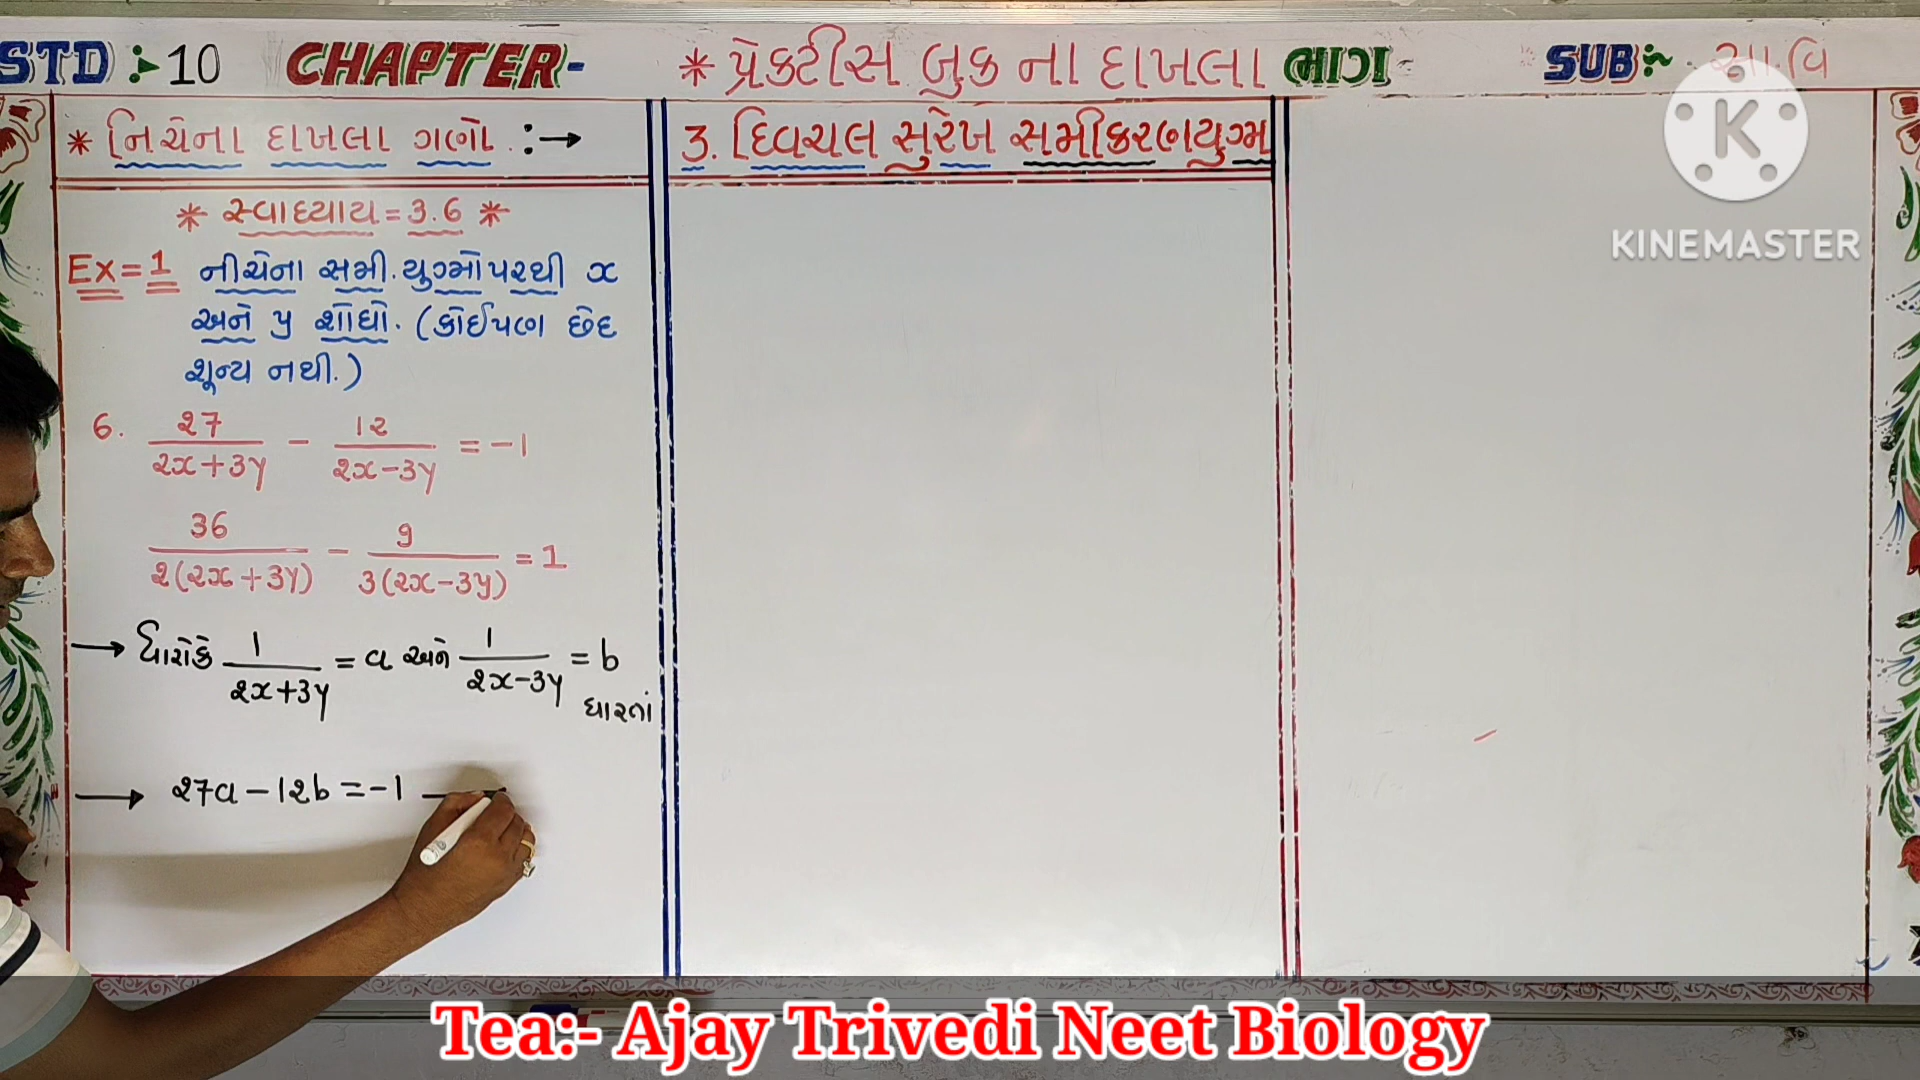 STD :- 10 CHAPTER- * પ્રેકટીસ બુક ના દાખલા ભાગ SUB:~ સા.વિ
* નિચેના દાખલા ગણો. :→
3. દ્વિચલ સુરેખ સમીકરણયુગ્મ
* સ્વાધ્યાય = 3.6 *
Ex = 1 નીચેના સમી. યુગ્મો પરથી x
અને y શોધો. (કોઈપણ છેદ
શૂન્ય નથી.)
6. 27/(2x+3y) - 12/(2x-3y) = -1
36/2(2x+3y) - 9/3(2x-3y) = 1
→ ધારોકે 1/(2x+3y) = a અને 1/(2x-3y) = b
ધારતાં
→ 27a - 12b = -1 —
K
KINEMASTER
Tea:- Ajay Trivedi Neet Biology